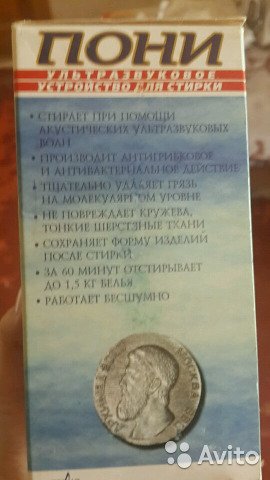 ПОНИ
УЛЬТРАЗВУКОВОЕ
УСТРОЙСТВО ДЛЯ СТИРКИ
• СТИРАЕТ ПРИ ПОМОЩИ
АКУСТИЧЕСКИХ УЛЬТРАЗВУКОВЫХ
ВОЛН
• ПРОИЗВОДИТ АНТИГРИБКОВОЕ
И АНТИБАКТЕРИАЛЬНОЕ ДЕЙСТВИЕ
• ТЩАТЕЛЬНО УДАЛЯЕТ ГРЯЗЬ
НА МОЛЕКУЛЯРНОМ УРОВНЕ
• НЕ ПОВРЕЖДАЕТ КРУЖЕВА,
ТОНКИЕ ШЕРСТЯНЫЕ ТКАНИ
• СОХРАНЯЕТ ФОРМУ ИЗДЕЛИЙ
ПОСЛЕ СТИРКИ
• ЗА 60 МИНУТ ОТСТИРЫВАЕТ
ДО 1,5 КГ БЕЛЬЯ
• РАБОТАЕТ БЕСШУМНО
МОСКВА
Avito